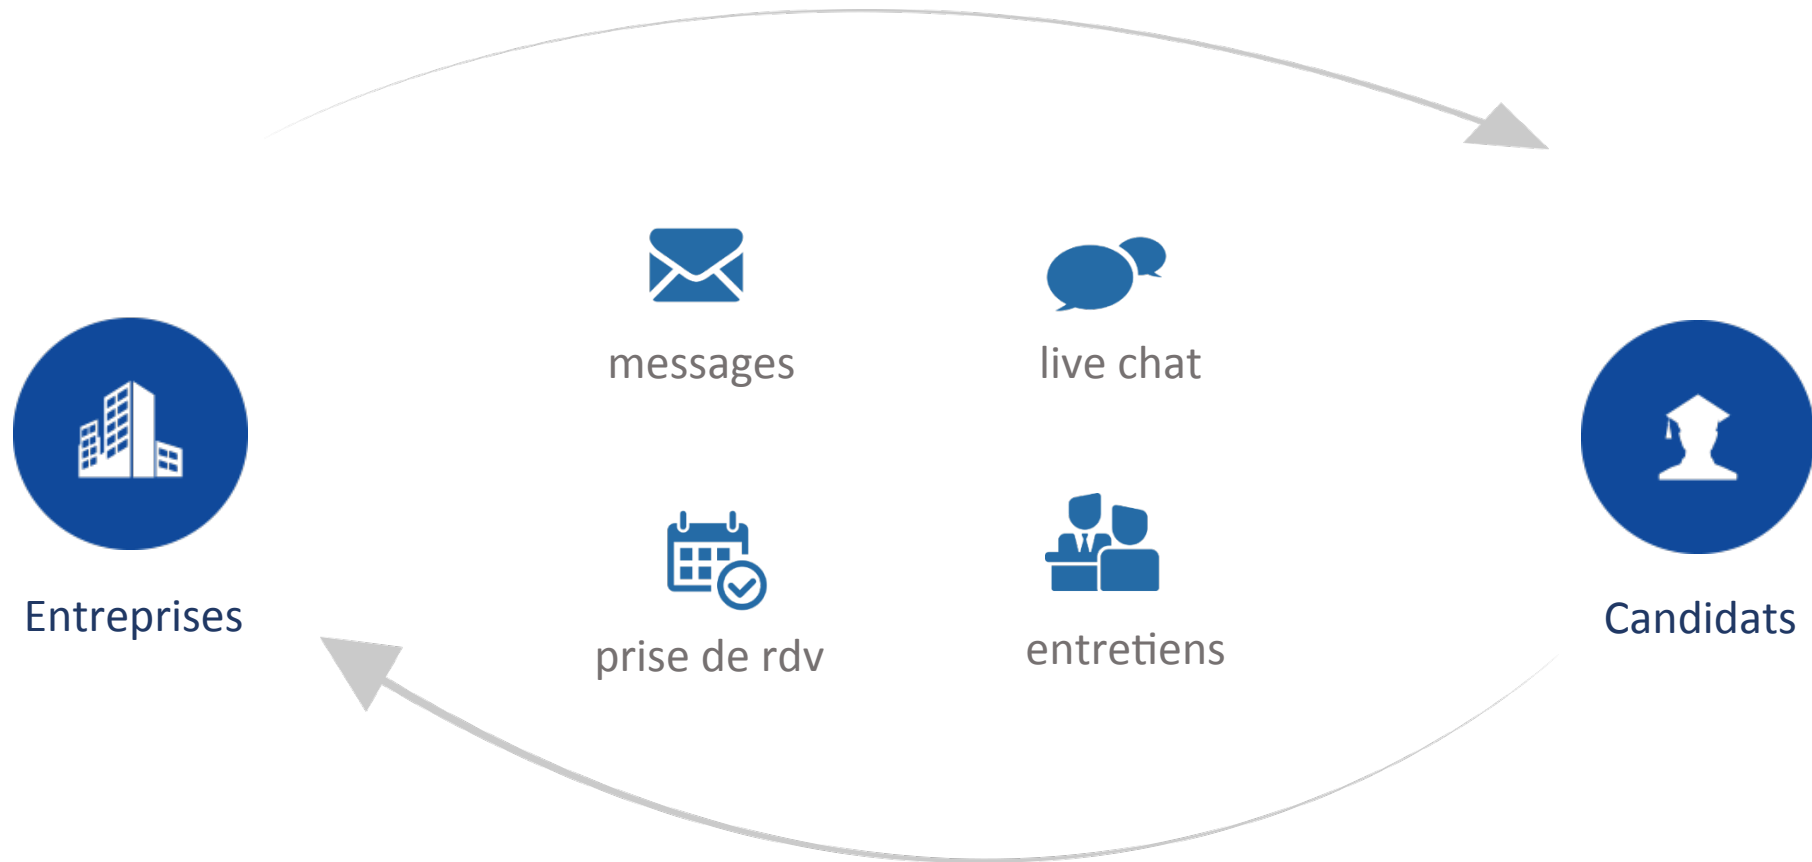 messages
live chat
Entreprises
Candidats
prise de rdv
entretiens